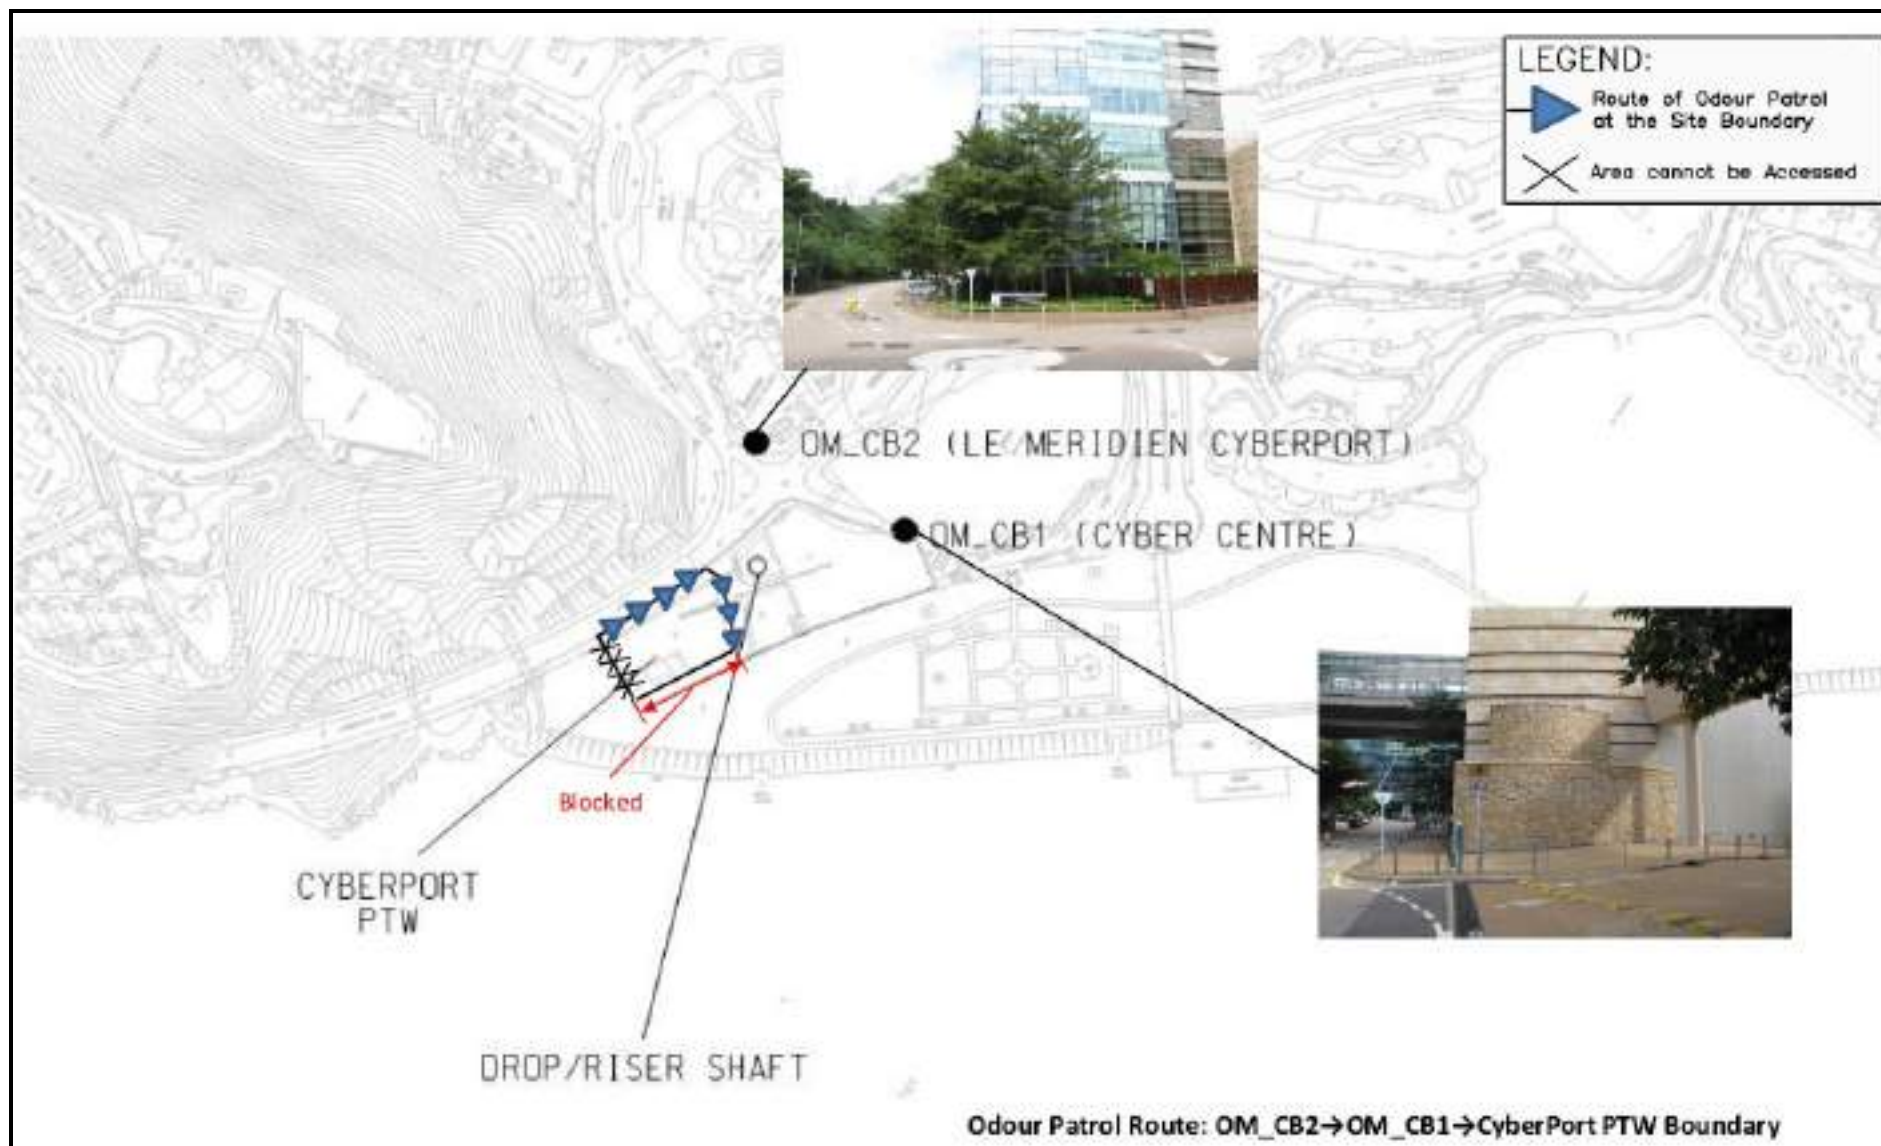 LEGEND:
Route of Odour Patrol
at the Site Boundary
Area cannot be Accessed
OM_CB2 (LE MERIDIEN CYBERPORT)
OM_CB1 (CYBER CENTRE)
Blocked
CYBERPORT
PTW
DROP/RISER SHAFT
Odour Patrol Route: OM_CB2→OM_CB1→CyberPort PTW Boundary